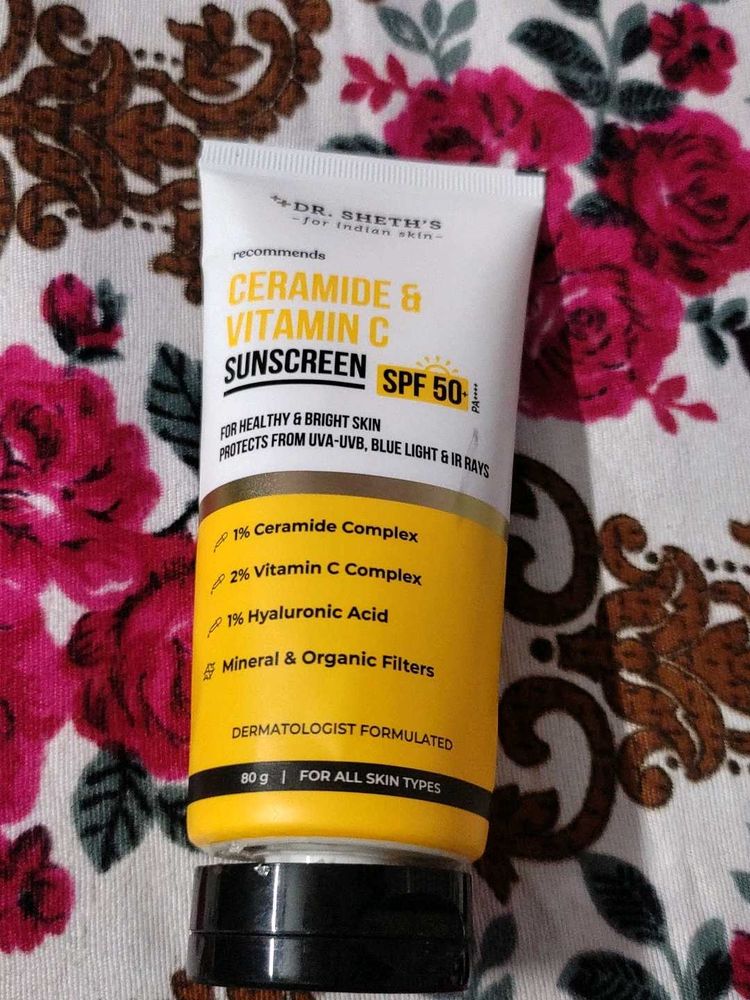 DR. SHETH'S
-for indian skin-
recommends
CERAMIDE &
VITAMIN C
SUNSCREEN SPF 50+ PA++++
FOR HEALTHY & BRIGHT SKIN
PROTECTS FROM UVA-UVB, BLUE LIGHT & IR RAYS
1% Ceramide Complex
2% Vitamin C Complex
1% Hyaluronic Acid
Mineral & Organic Filters
DERMATOLOGIST FORMULATED
80 g | FOR ALL SKIN TYPES